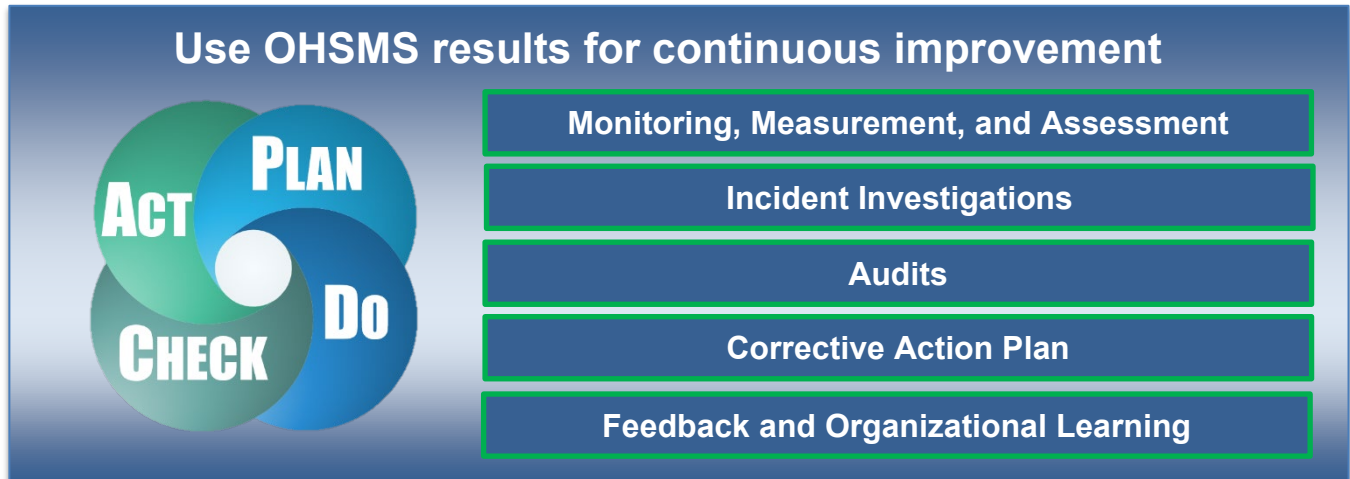 Use OHSMS results for continuous improvement
PLAN
ACT
DO
CHECK
Monitoring, Measurement, and Assessment
Incident Investigations
Audits
Corrective Action Plan
Feedback and Organizational Learning